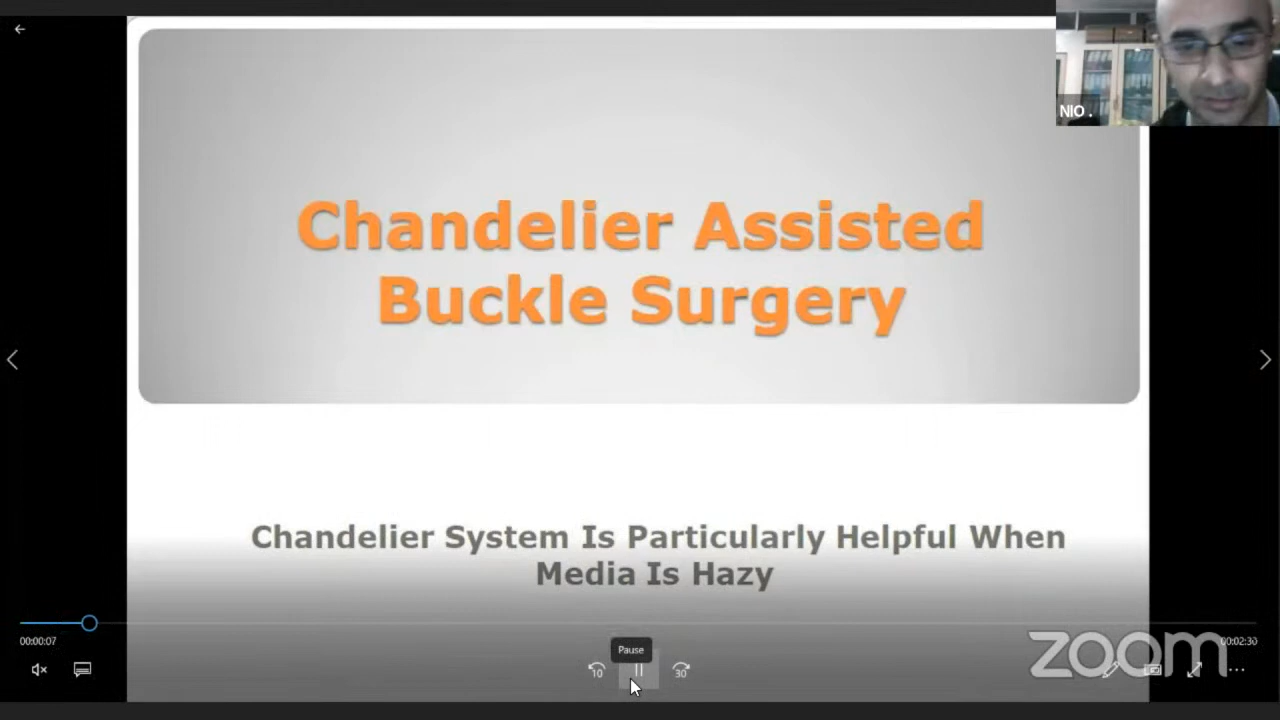 NIO .
Chandelier Assisted
Buckle Surgery
Chandelier System Is Particularly Helpful When
Media Is Hazy
00:00:07
Pause
00:02:30
10
30
zoom